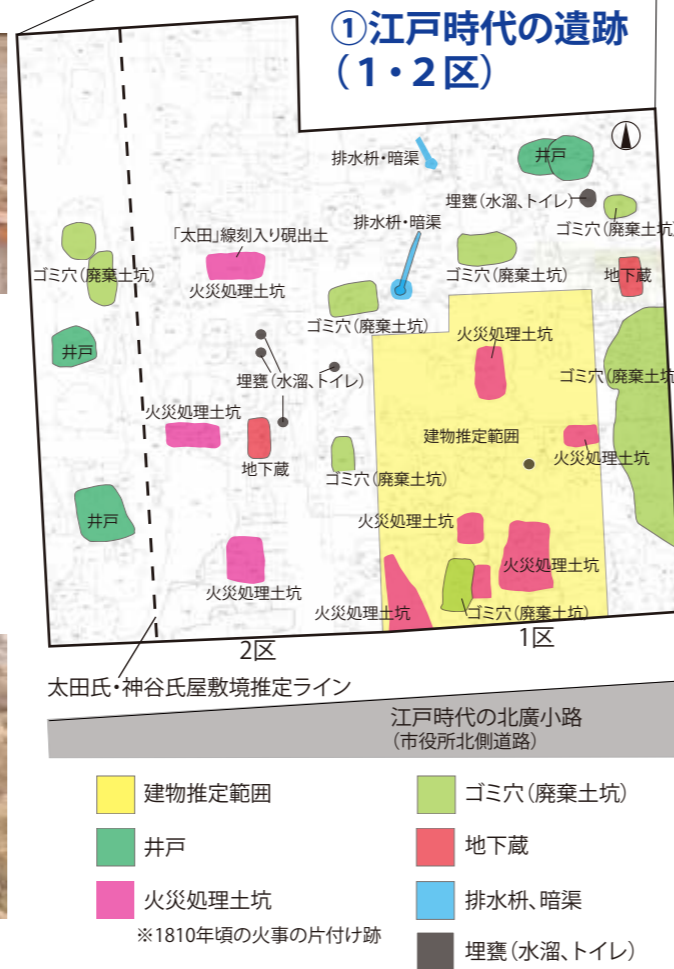 ①江戸時代の遺跡
（1・2区）
排水枡・暗渠
井戸
埋甕（水溜、トイレ）
ゴミ穴（廃棄土坑）
「太田」線刻入り硯出土
排水枡・暗渠
ゴミ穴（廃棄土坑）
火災処理土坑
ゴミ穴（廃棄土坑）
地下蔵
ゴミ穴（廃棄土坑）
火災処理土坑
井戸
埋甕（水溜、トイレ）
ゴミ穴（廃棄土坑）
火災処理土坑
建物推定範囲
地下蔵
火災処理土坑
ゴミ穴（廃棄土坑）
井戸
火災処理土坑
火災処理土坑
火災処理土坑
火災処理土坑
ゴミ穴（廃棄土坑）
2区
1区
太田氏・神谷氏屋敷境推定ライン
江戸時代の北廣小路
（市役所北側道路）
建物推定範囲
井戸
火災処理土坑
※1810年頃の火事の片付け跡
ゴミ穴（廃棄土坑）
地下蔵
排水枡、暗渠
埋甕（水溜、トイレ）